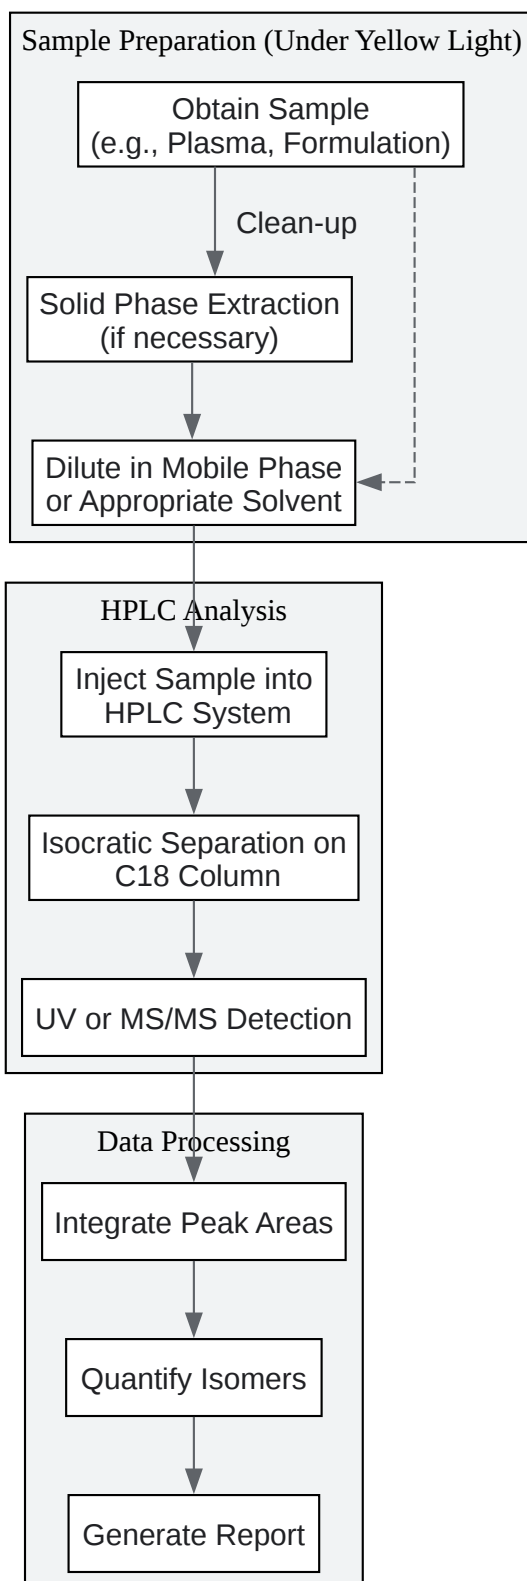 Sample Preparation (Under Yellow Light)
Obtain Sample
(e.g., Plasma, Formulation)
Clean-up
Solid Phase Extraction
(if necessary)
Dilute in Mobile Phase
or Appropriate Solvent
HPLC Analysis
Inject Sample into
HPLC System
Isocratic Separation on
C18 Column
UV or MS/MS Detection
Data Processing
Integrate Peak Areas
Quantify Isomers
Generate Report